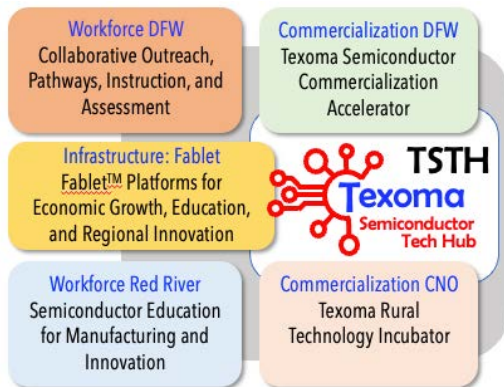 Workforce DFW
Collaborative Outreach,
Pathways, Instruction, and
Assessment
Commercialization DFW
Texoma Semiconductor
Commercialization
Accelerator
Infrastructure: Fablet
Fablet™ Platforms for
Economic Growth, Education,
and Regional Innovation
TSTH
Texoma
Semiconductor
Tech Hub
Workforce Red River
Semiconductor Education
for Manufacturing and
Innovation
Commercialization CNO
Texoma Rural
Technology Incubator